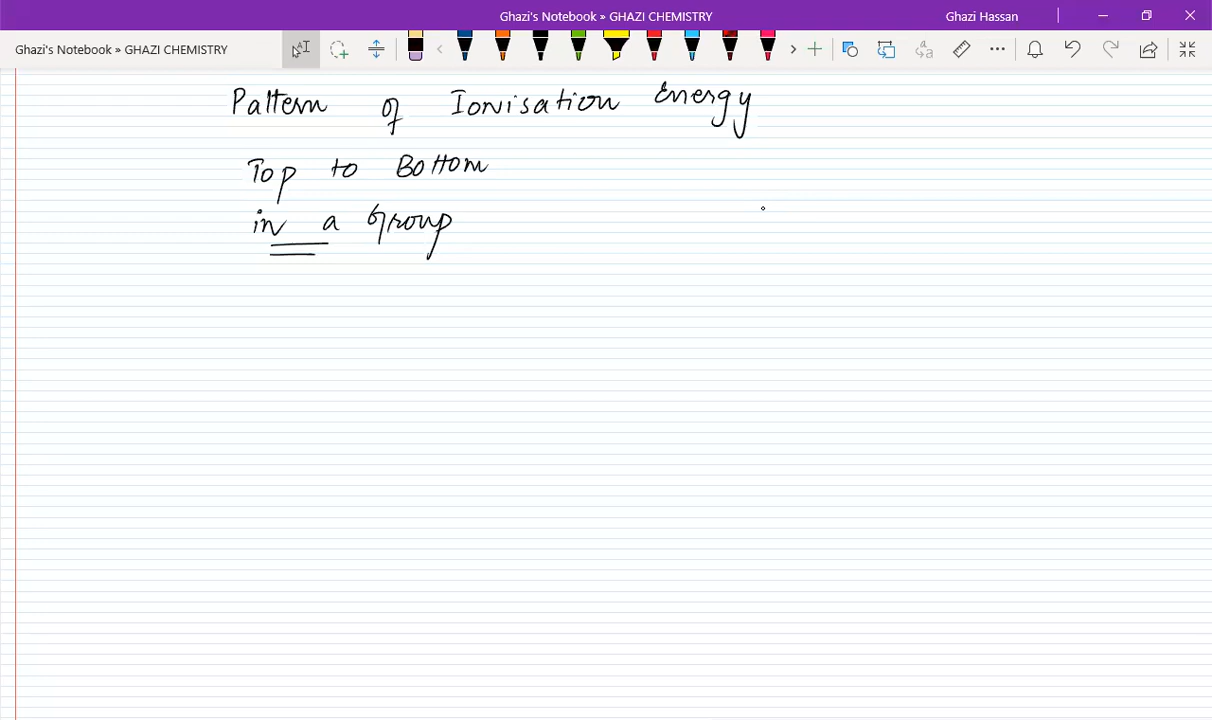 Ghazi's Notebook » GHAZI CHEMISTRY
Ghazi Hassan
Ghazi's Notebook » GHAZI CHEMISTRY
Pattern of Ionisation Energy
Top to Bottom
in a Group